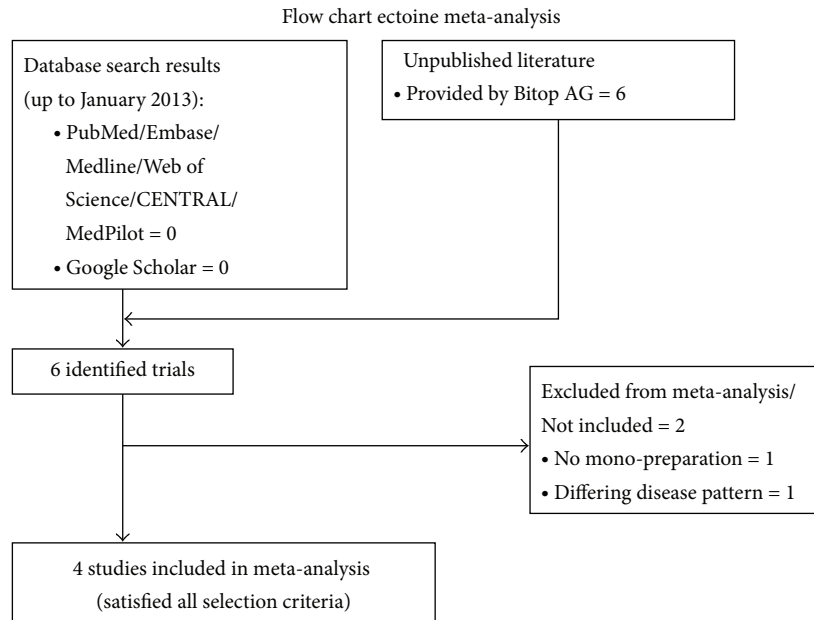 Flow chart ectoine meta-analysis
Database search results
(up to January 2013):
• PubMed/Embase/
Medline/Web of
Science/CENTRAL/
MedPilot = 0
• Google Scholar = 0
Unpublished literature
• Provided by Bitop AG = 6
6 identified trials
Excluded from meta-analysis/
Not included = 2
• No mono-preparation = 1
• Differing disease pattern = 1
4 studies included in meta-analysis
(satisfied all selection criteria)